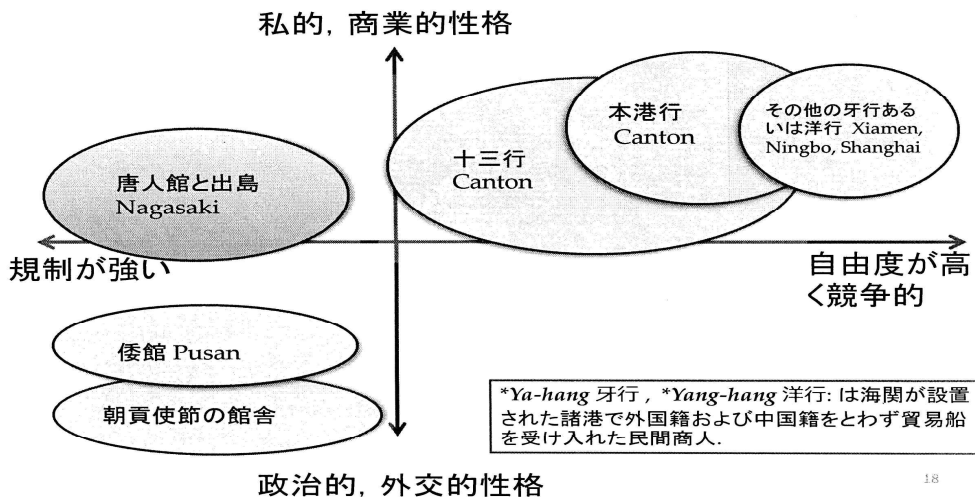 私的，商業的性格
本港行
Canton
その他の牙行ある
いは洋行 Xiamen,
Ningbo, Shanghai
十三行
Canton
唐人館と出島
Nagasaki
規制が強い
自由度が高
く競争的
倭館 Pusan
朝貢使節の館舎
*Ya-hang 牙行 , *Yang-hang 洋行: は海関が設置
された諸港で外国籍および中国籍をとわず貿易船
を受け入れた民間商人.
政治的，外交的性格
18